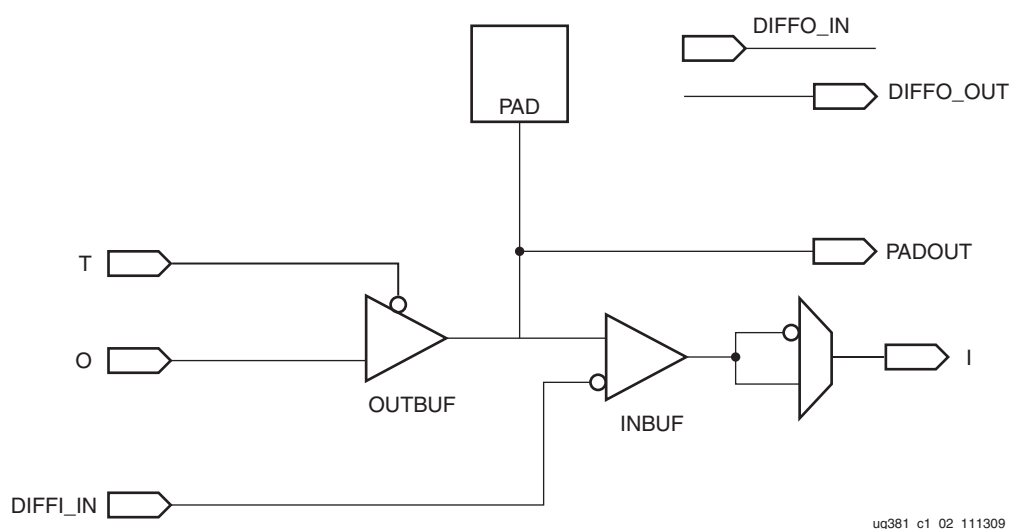 DIFFO_IN
DIFFO_OUT
PAD
T
PADOUT
O
I
OUTBUF
INBUF
DIFFI_IN
ug381_c1_02_111309